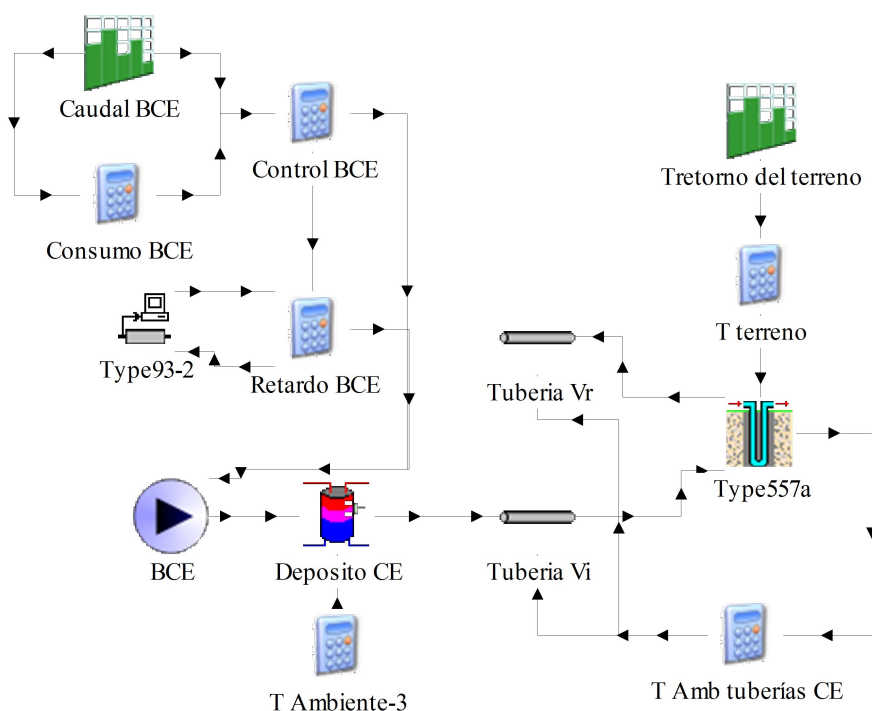 Caudal BCE
Control BCE
Tretorno del terreno
Consumo BCE
T terreno
Type93-2
Retardo BCE
Tuberia Vr
Type557a
BCE
Deposito CE
Tuberia Vi
T Ambiente-3
T Amb tuberías CE